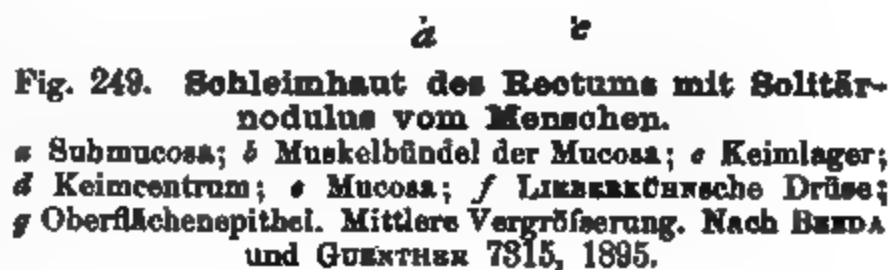 a c
Fig. 249. Schleimhaut des Rectums mit Solitär-
nodulus vom Menschen.
a Submucosa; b Muskelbündel der Mucosa; c Keimlager;
d Keimcentrum; e Mucosa; f LIEBERKÜHNsche Drüse;
g Oberflächenepithel. Mittlere Vergröſserung. Nach BENDA
und GUENTHER 7315, 1895.